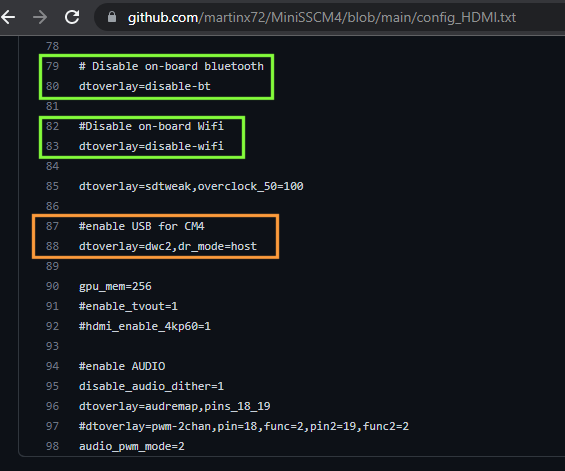 github.com/martinx72/MiniSSCM4/blob/main/config_HDMI.txt
78
79 # Disable on-board bluetooth
80 dtoverlay=disable-bt
81
82 #Disable on-board Wifi
83 dtoverlay=disable-wifi
84
85 dtoverlay=sdtweak,overclock_50=100
86
87 #enable USB for CM4
88 dtoverlay=dwc2,dr_mode=host
89
90 gpu_mem=256
91 #enable_tvout=1
92 #hdmi_enable_4kp60=1
93
94 #enable AUDIO
95 disable_audio_dither=1
96 dtoverlay=audremap,pins_18_19
97 #dtoverlay=pwm-2chan,pin=18,func=2,pin2=19,func2=2
98 audio_pwm_mode=2